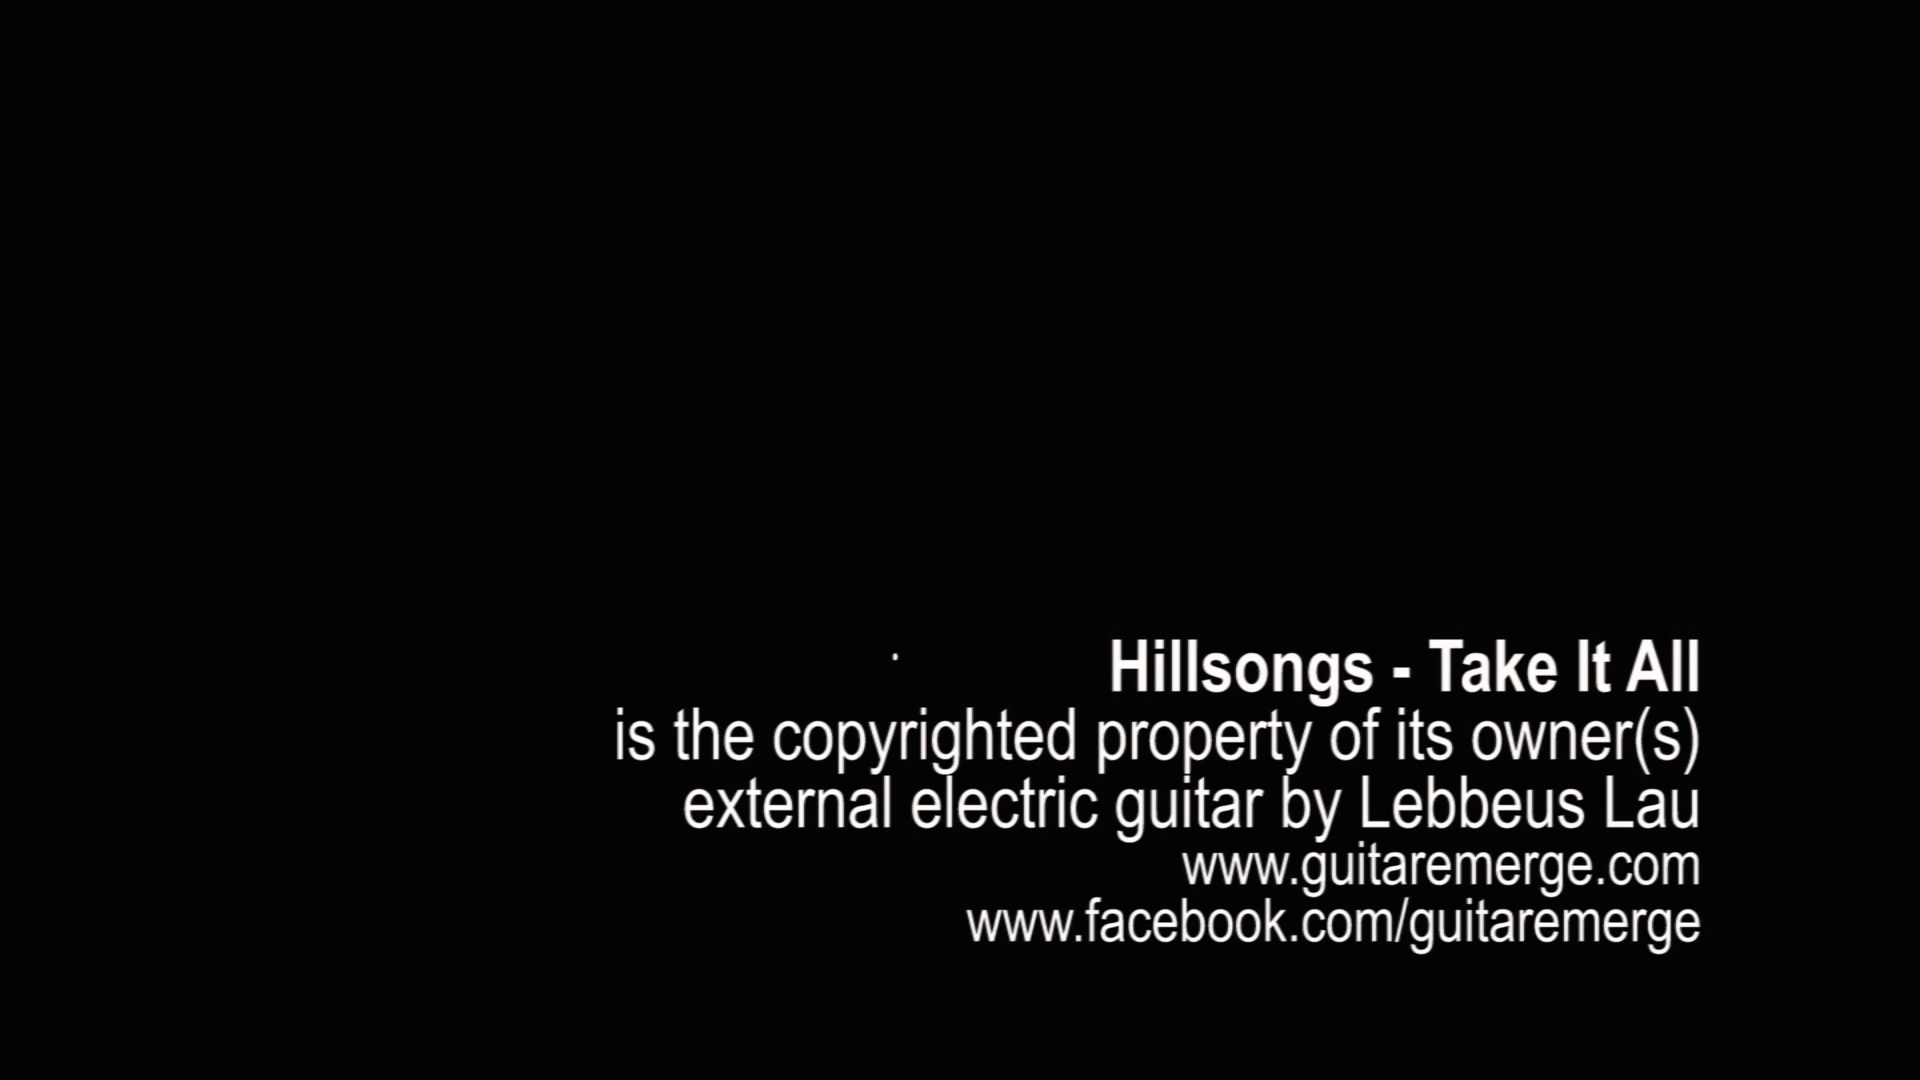 Hillsongs - Take It All
is the copyrighted property of its owner(s)
external electric guitar by Lebbeus Lau
www.guitaremerge.com
www.facebook.com/guitaremerge